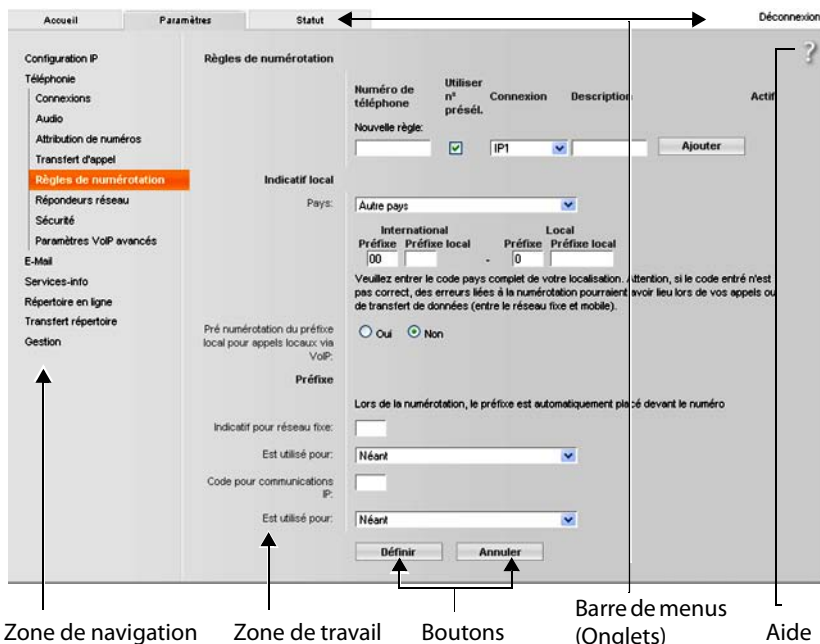 Accueil Paramètres Statut Déconnexion
?
Configuration IP
Téléphonie
Connexions
Audio
Attribution de numéros
Transfert d'appel
Règles de numérotation
Répondeurs réseau
Sécurité
Paramètres VoIP avancés
E-Mail
Services-info
Répertoire en ligne
Transfert répertoire
Gestion
Règles de numérotation
Numéro de téléphone Utiliser n° présél. Connexion Description Actif
Nouvelle règle:
IP1 Ajouter
Indicatif local
Pays: Autre pays
International Local
Préfixe Préfixe local Préfixe Préfixe local
00 - 0
Veuillez entrer le code pays complet de votre localisation. Attention, si le code entré n'est
pas correct, des erreurs liées à la numérotation pourraient avoir lieu lors de vos appels ou
de transfert de données (entre le réseau fixe et mobile).
Pré numérotation du préfixe
local pour appels locaux via
VoIP:
Oui Non
Préfixe
Lors de la numérotation, le préfixe est automatiquement placé devant le numéro
Indicatif pour réseau fixe:
Est utilisé pour: Néant
Code pour communications
IP:
Est utilisé pour: Néant
Définir Annuler
Zone de navigation Zone de travail Boutons Barre de menus
(Onglets) Aide